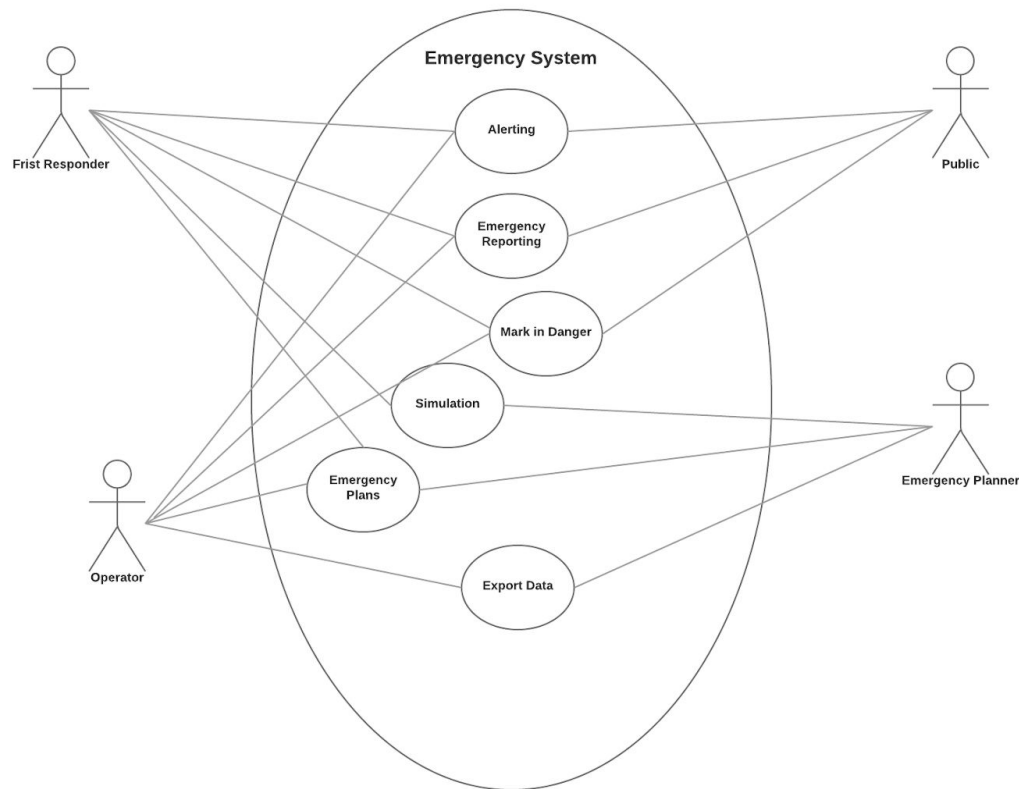 Emergency System
Alerting
Frist Responder
Public
Emergency
Reporting
Mark in Danger
Simulation
Emergency
Plans
Emergency Planner
Operator
Export Data